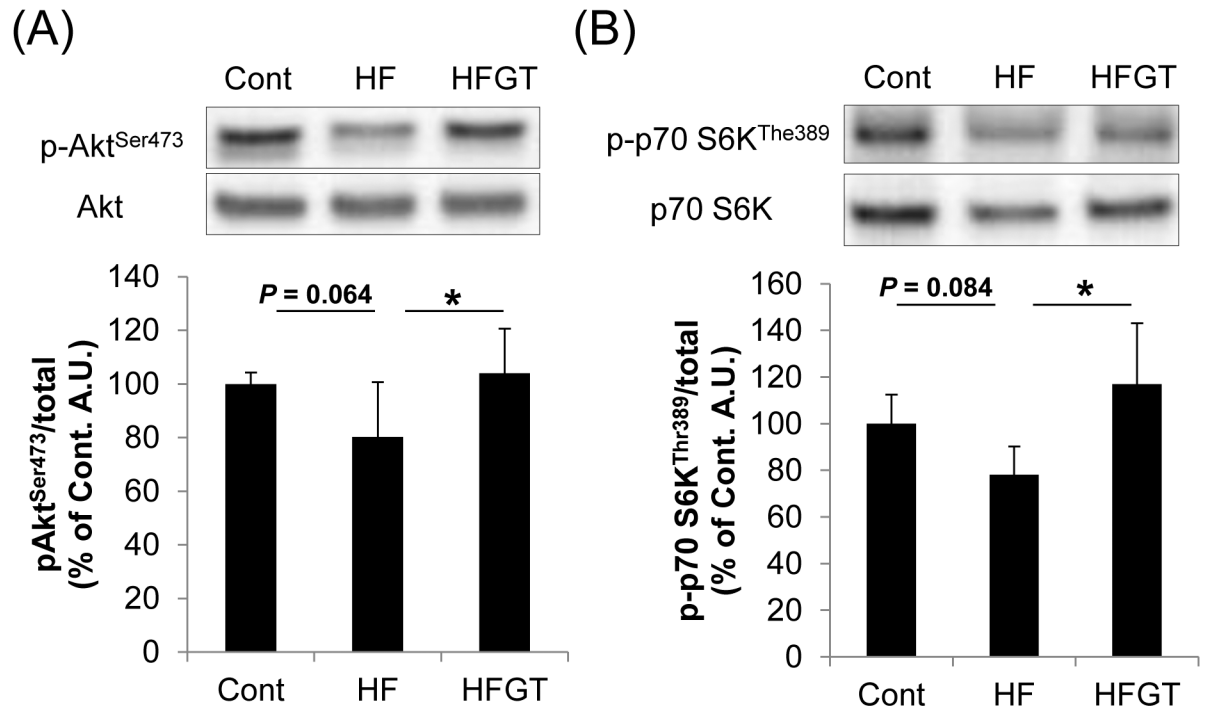 (A)
Cont HF HFGT
p-AktSer473
Akt
140
120
100
80
60
40
20
0
P = 0.064
*
pAktSer473/total
(% of Cont. A.U.)
Cont HF HFGT
(B)
Cont HF HFGT
p-p70 S6KThe389
p70 S6K
160
140
120
100
80
60
40
20
0
P = 0.084
*
p-p70 S6KThr389/total
(% of Cont. A.U.)
Cont HF HFGT